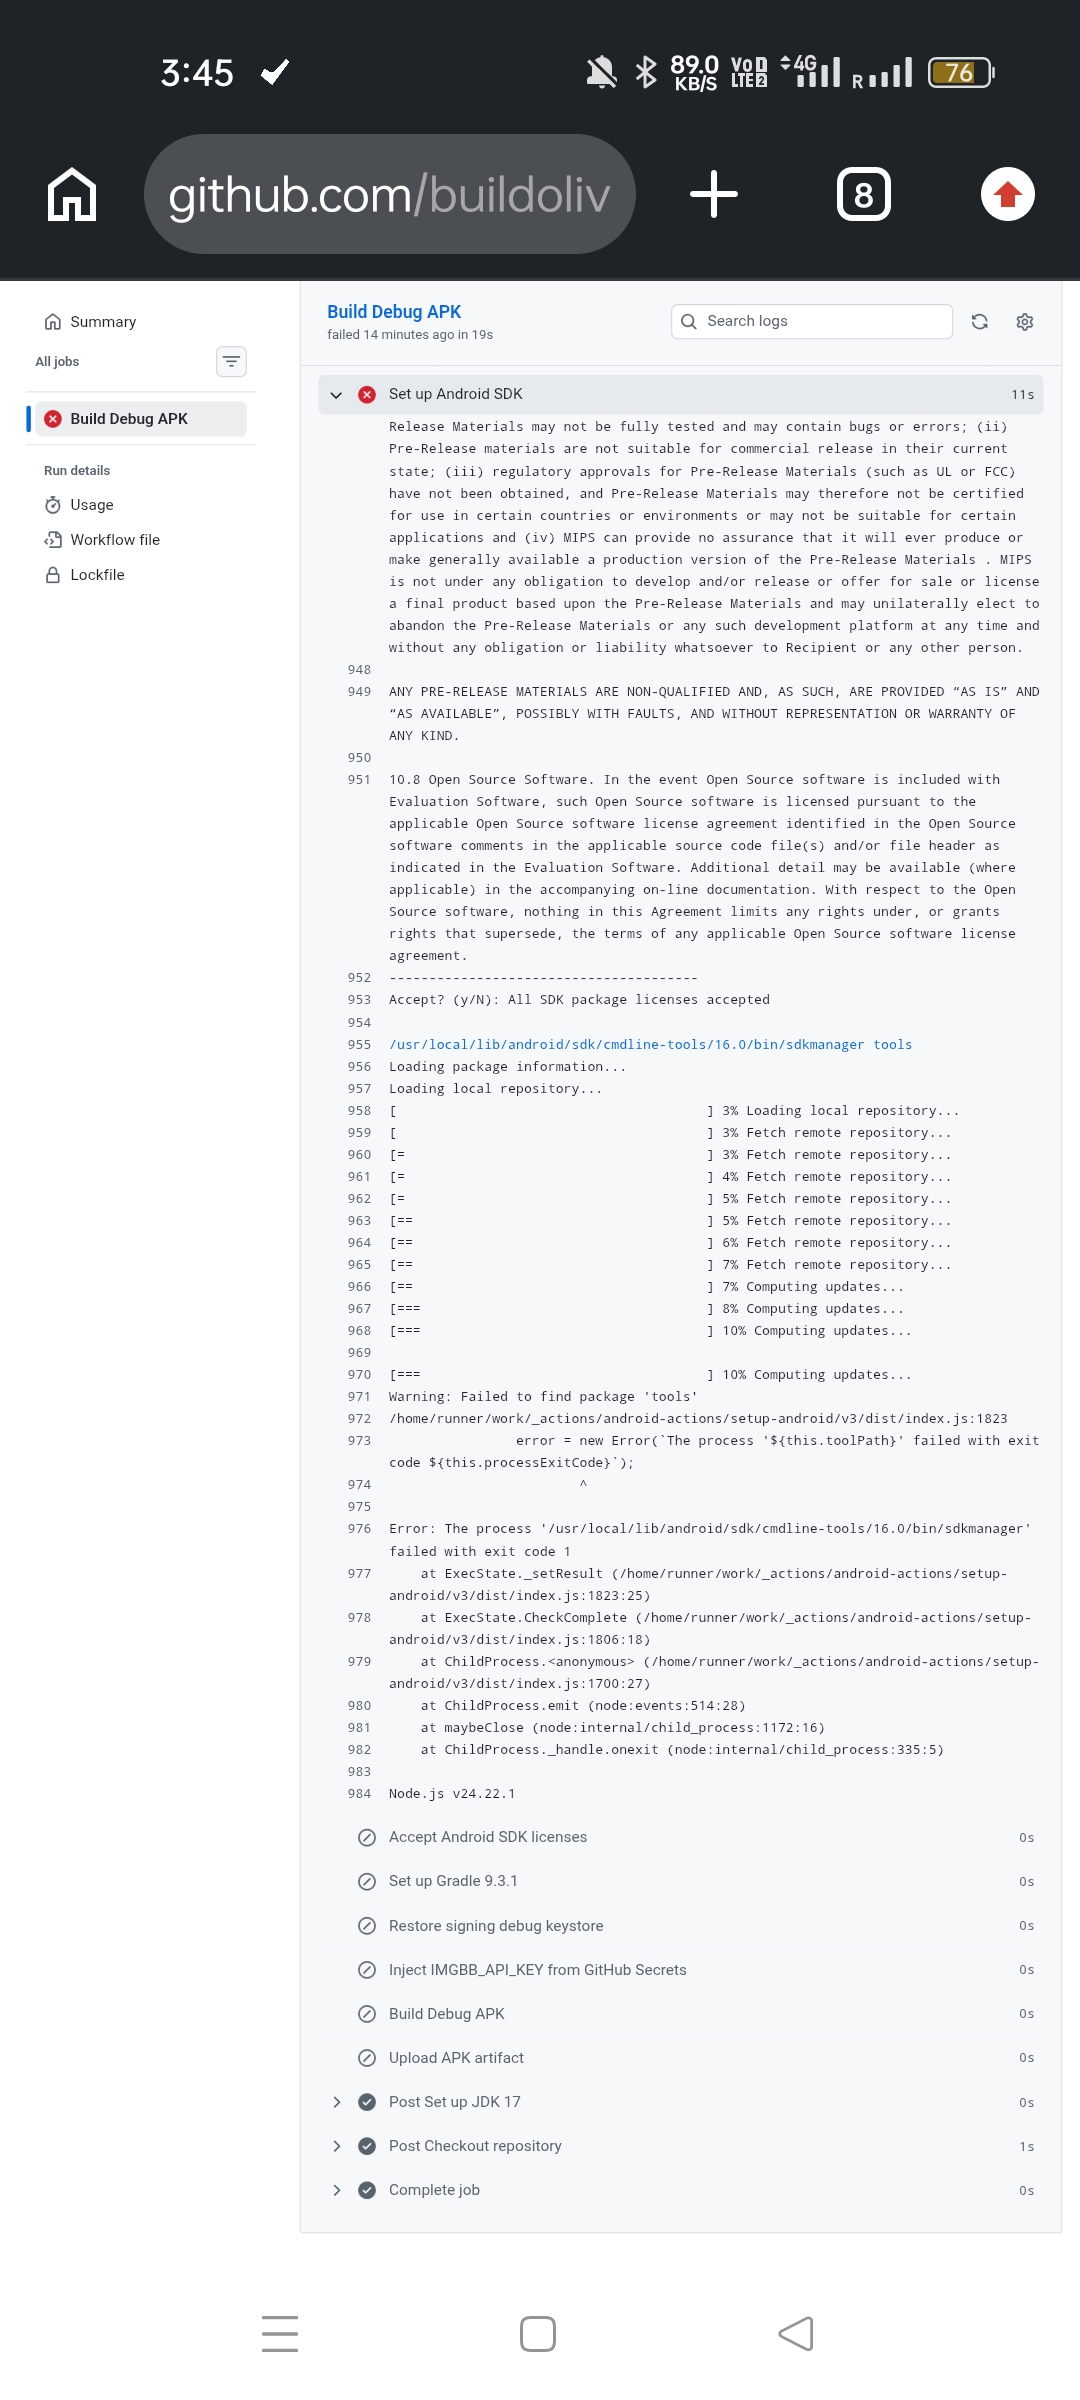 3:45
89.0
KB/S
Vo 1
LTE 2
4G
R
76
github.com/buildoliv
8
Summary
All jobs
Build Debug APK
Run details
Usage
Workflow file
Lockfile
Build Debug APK
failed 14 minutes ago in 19s
Search logs
Set up Android SDK 11s
Release Materials may not be fully tested and may contain bugs or errors; (ii)
Pre-Release materials are not suitable for commercial release in their current
state; (iii) regulatory approvals for Pre-Release Materials (such as UL or FCC)
have not been obtained, and Pre-Release Materials may therefore not be certified
for use in certain countries or environments or may not be suitable for certain
applications and (iv) MIPS can provide no assurance that it will ever produce or
make generally available a production version of the Pre-Release Materials . MIPS
is not under any obligation to develop and/or release or offer for sale or license
a final product based upon the Pre-Release Materials and may unilaterally elect to
abandon the Pre-Release Materials or any such development platform at any time and
without any obligation or liability whatsoever to Recipient or any other person.
948
949 ANY PRE-RELEASE MATERIALS ARE NON-QUALIFIED AND, AS SUCH, ARE PROVIDED “AS IS” AND
“AS AVAILABLE”, POSSIBLY WITH FAULTS, AND WITHOUT REPRESENTATION OR WARRANTY OF
ANY KIND.
950
951 10.8 Open Source Software. In the event Open Source software is included with
Evaluation Software, such Open Source software is licensed pursuant to the
applicable Open Source software license agreement identified in the Open Source
software comments in the applicable source code file(s) and/or file header as
indicated in the Evaluation Software. Additional detail may be available (where
applicable) in the accompanying on-line documentation. With respect to the Open
Source software, nothing in this Agreement limits any rights under, or grants
rights that supersede, the terms of any applicable Open Source software license
agreement.
952 ---------------------------------------
953 Accept? (y/N): All SDK package licenses accepted
954
955 /usr/local/lib/android/sdk/cmdline-tools/16.0/bin/sdkmanager tools
956 Loading package information...
957 Loading local repository...
958 [                                       ] 3% Loading local repository...
959 [                                       ] 3% Fetch remote repository...
960 [=                                      ] 3% Fetch remote repository...
961 [=                                      ] 4% Fetch remote repository...
962 [=                                      ] 5% Fetch remote repository...
963 [==                                     ] 5% Fetch remote repository...
964 [==                                     ] 6% Fetch remote repository...
965 [==                                     ] 7% Fetch remote repository...
966 [==                                     ] 7% Computing updates...
967 [===                                    ] 8% Computing updates...
968 [===                                    ] 10% Computing updates...
969
970 [===                                    ] 10% Computing updates...
971 Warning: Failed to find package 'tools'
972 /home/runner/work/_actions/android-actions/setup-android/v3/dist/index.js:1823
973                 error = new Error(`The process '${this.toolPath}' failed with exit
code ${this.processExitCode}`);
974                         ^
975
976 Error: The process '/usr/local/lib/android/sdk/cmdline-tools/16.0/bin/sdkmanager'
failed with exit code 1
977     at ExecState._setResult (/home/runner/work/_actions/android-actions/setup-
android/v3/dist/index.js:1823:25)
978     at ExecState.CheckComplete (/home/runner/work/_actions/android-actions/setup-
android/v3/dist/index.js:1806:18)
979     at ChildProcess.<anonymous> (/home/runner/work/_actions/android-actions/setup-
android/v3/dist/index.js:1700:27)
980     at ChildProcess.emit (node:events:514:28)
981     at maybeClose (node:internal/child_process:1172:16)
982     at ChildProcess._handle.onexit (node:internal/child_process:335:5)
983
984 Node.js v24.22.1
Accept Android SDK licenses 0s
Set up Gradle 9.3.1 0s
Restore signing debug keystore 0s
Inject IMGBB_API_KEY from GitHub Secrets 0s
Build Debug APK 0s
Upload APK artifact 0s
Post Set up JDK 17 0s
Post Checkout repository 1s
Complete job 0s